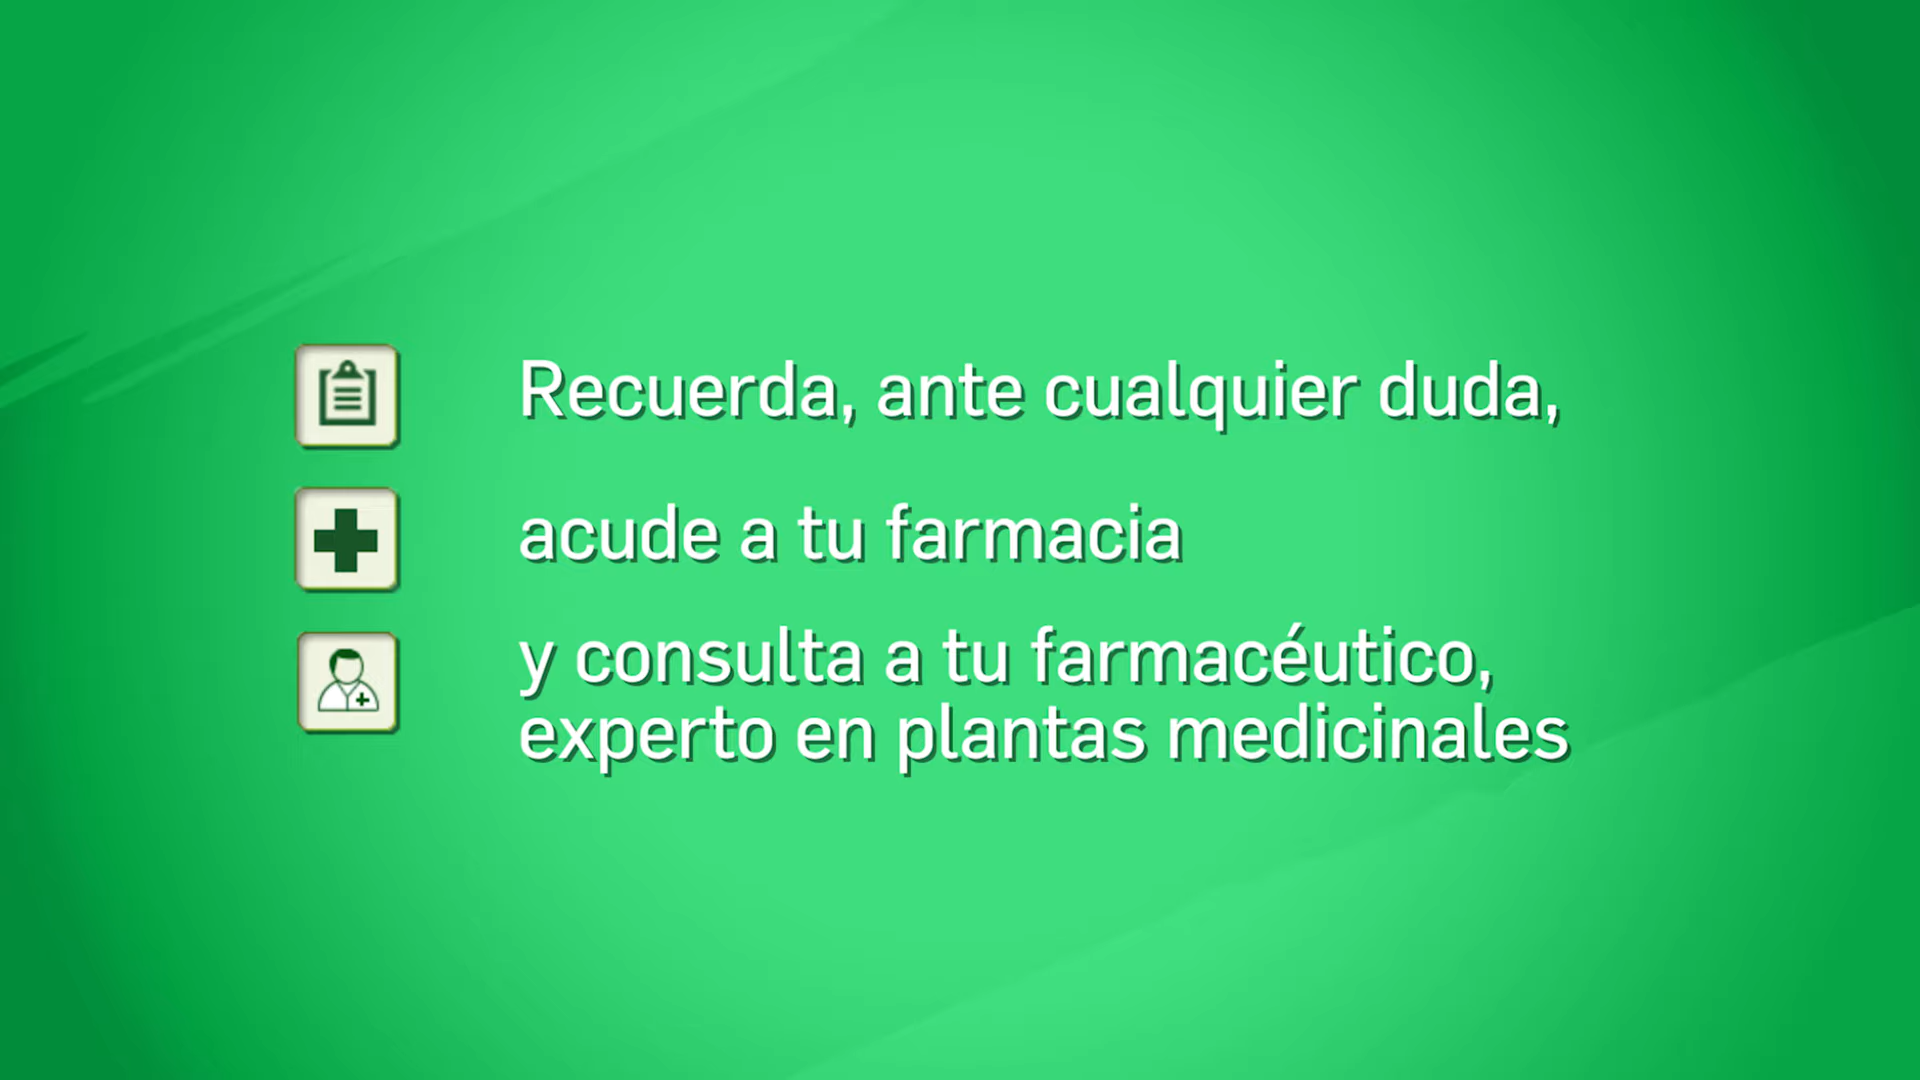 Recuerda, ante cualquier duda,
acude a tu farmacia
y consulta a tu farmacéutico,
experto en plantas medicinales